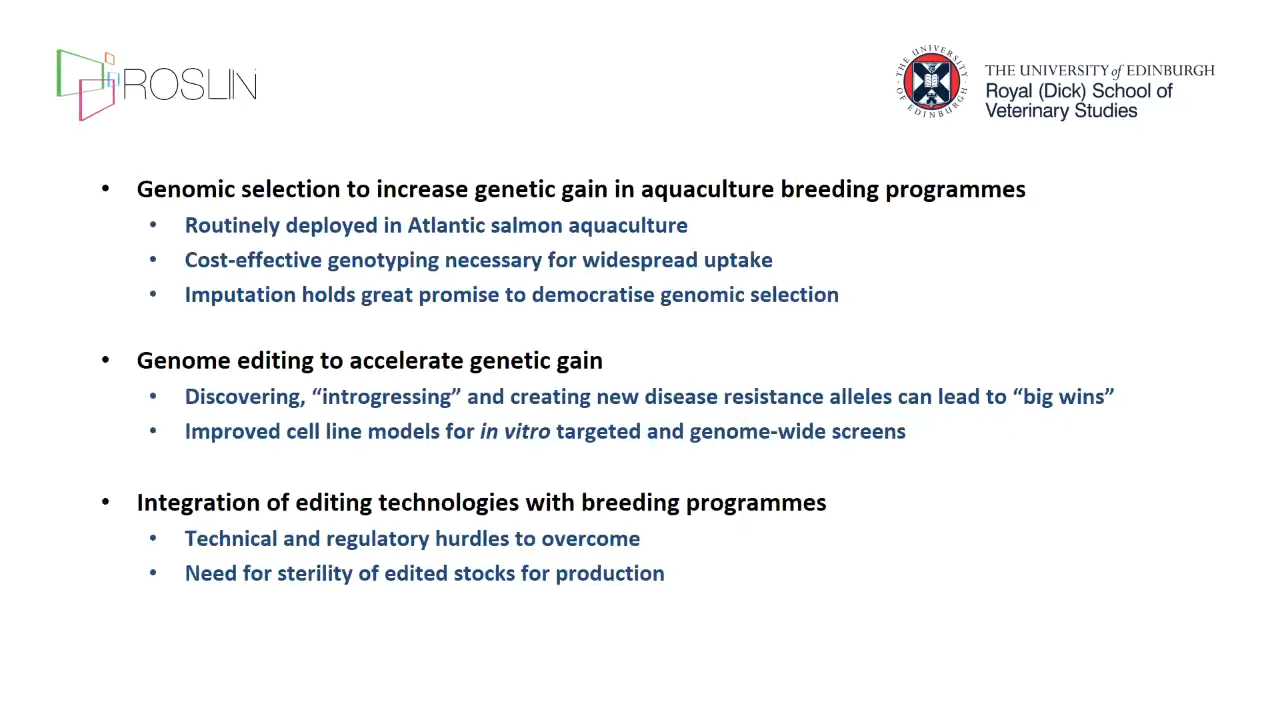 ROSLIN
THE UNIVERSITY OF EDINBURGH
THE UNIVERSITY of EDINBURGH
Royal (Dick) School of
Veterinary Studies
• Genomic selection to increase genetic gain in aquaculture breeding programmes
• Routinely deployed in Atlantic salmon aquaculture
• Cost-effective genotyping necessary for widespread uptake
• Imputation holds great promise to democratise genomic selection
• Genome editing to accelerate genetic gain
• Discovering, “introgressing” and creating new disease resistance alleles can lead to “big wins”
• Improved cell line models for in vitro targeted and genome-wide screens
• Integration of editing technologies with breeding programmes
• Technical and regulatory hurdles to overcome
• Need for sterility of edited stocks for production